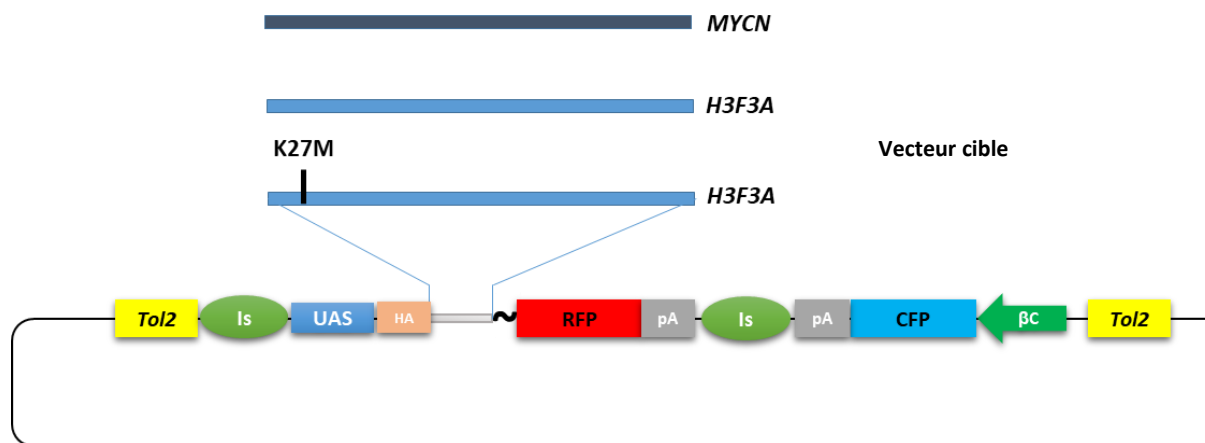 MYCN
H3F3A
K27M
Vecteur cible
H3F3A
Tol2 Is UAS HA RFP pA Is pA CFP βC Tol2